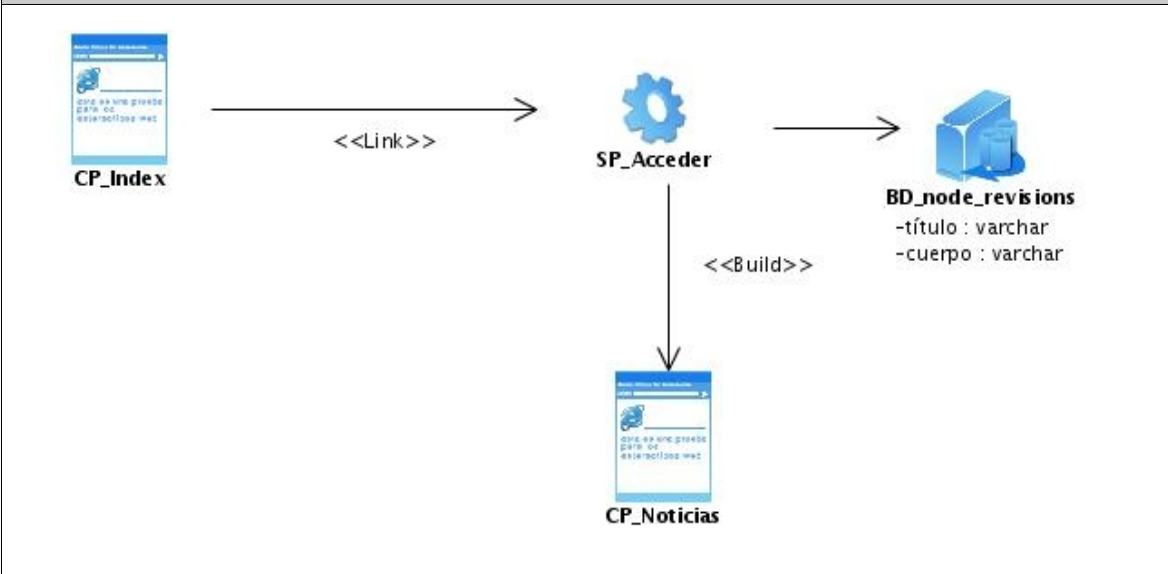 CP_Index
<<Link>>
SP_Acceder
BD_node_revisions
-título : varchar
-cuerpo : varchar
<<Build>>
CP_Noticias